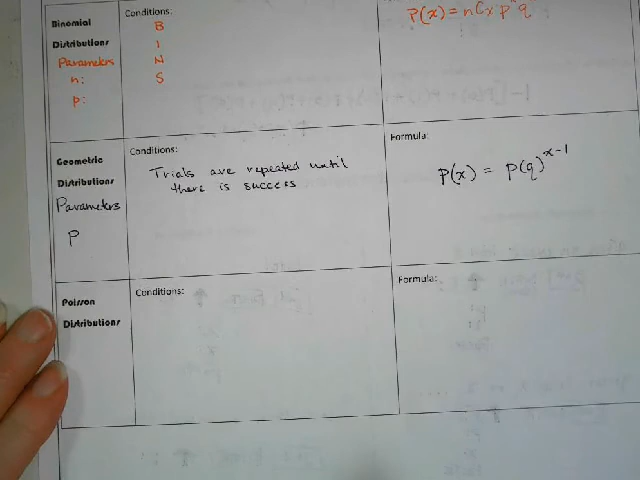 Binomial
Distributions
Parameters
n:
p:
Conditions:
B
I
N
S
P(x) = nCx p q
Geometric
Distributions
Parameters
P
Conditions:
Trials are repeated until
there is success
Formula:
P(x) = P(q)^x-1
Poisson
Distributions
Conditions:
Formula: